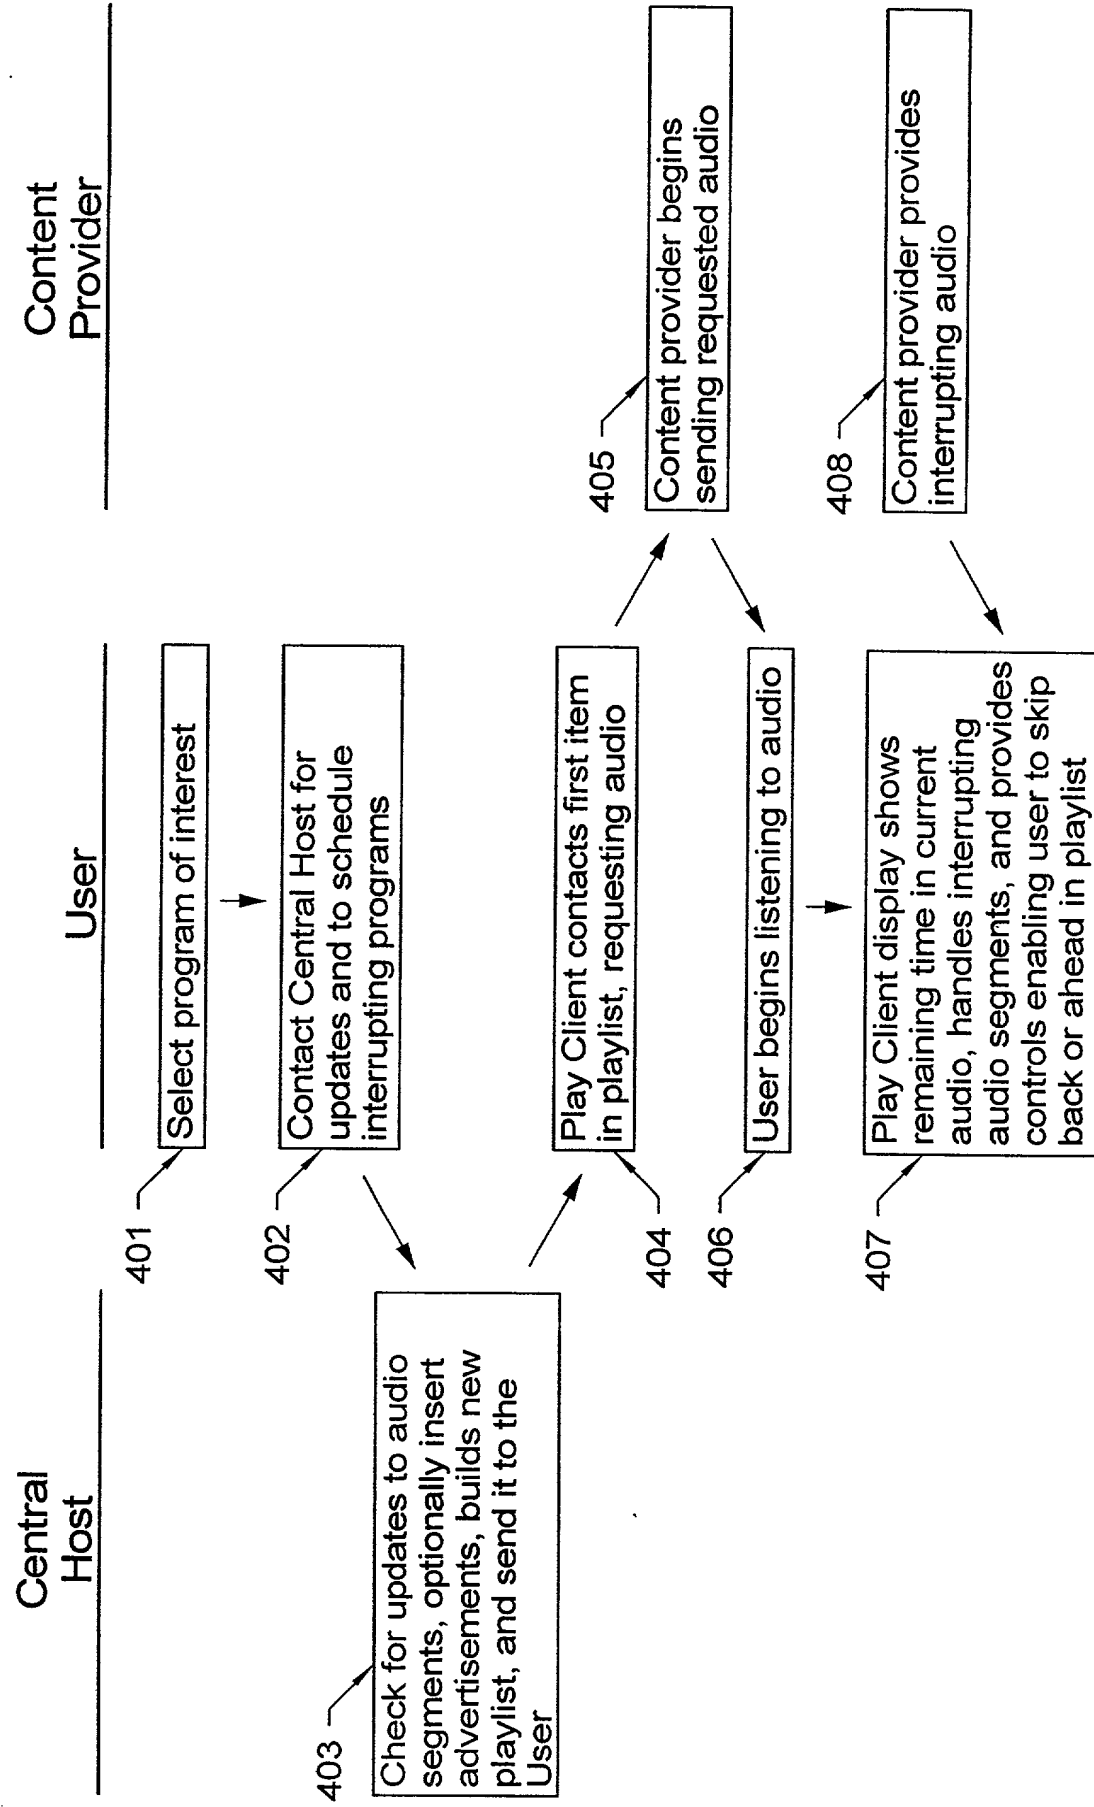 Central
Host
User
Content
Provider
401
Select program of interest
402
Contact Central Host for
updates and to schedule
interrupting programs
403
Check for updates to audio
segments, optionally insert
advertisements, builds new
playlist, and send it to the
User
404
Play Client contacts first item
in playlist, requesting audio
405
Content provider begins
sending requested audio
406
User begins listening to audio
407
Play Client display shows
remaining time in current
audio, handles interrupting
audio segments, and provides
controls enabling user to skip
back or ahead in playlist
408
Content provider provides
interrupting audio